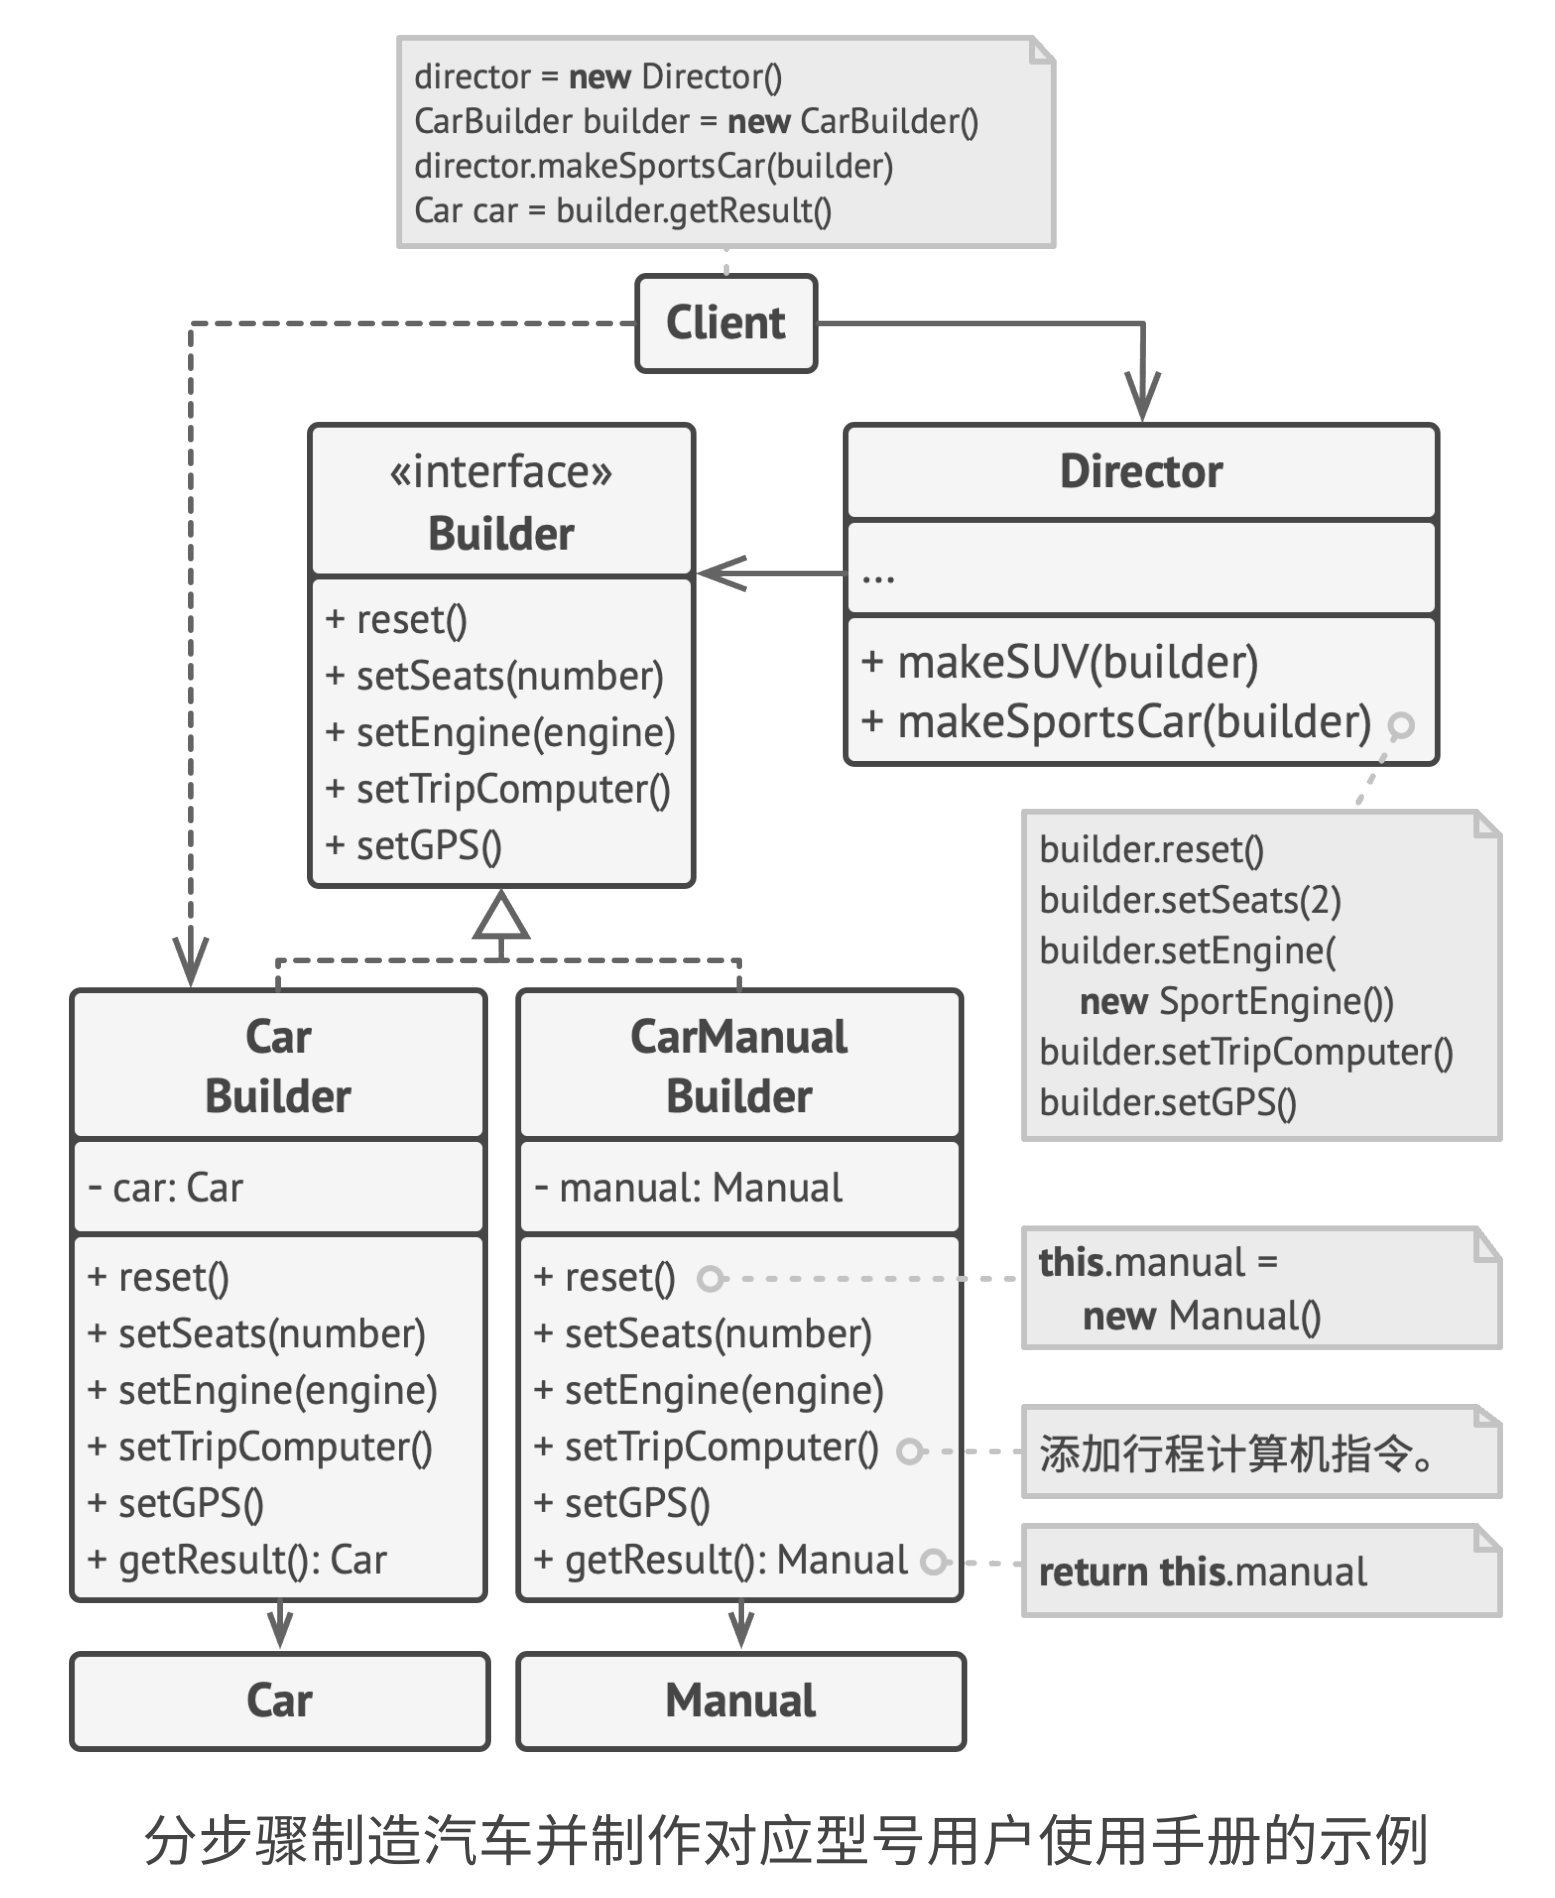 director = new Director()
CarBuilder builder = new CarBuilder()
director.makeSportsCar(builder)
Car car = builder.getResult()
Client
«interface»
Builder
+ reset()
+ setSeats(number)
+ setEngine(engine)
+ setTripComputer()
+ setGPS()
Director
...
+ makeSUV(builder)
+ makeSportsCar(builder)
builder.reset()
builder.setSeats(2)
builder.setEngine(
new SportEngine())
builder.setTripComputer()
builder.setGPS()
Car
Builder
- car: Car
+ reset()
+ setSeats(number)
+ setEngine(engine)
+ setTripComputer()
+ setGPS()
+ getResult(): Car
CarManual
Builder
- manual: Manual
+ reset()
+ setSeats(number)
+ setEngine(engine)
+ setTripComputer()
+ setGPS()
+ getResult(): Manual
this.manual =
new Manual()
添加行程计算机指令。
return this.manual
Car
Manual
分步骤制造汽车并制作对应型号用户使用手册的示例